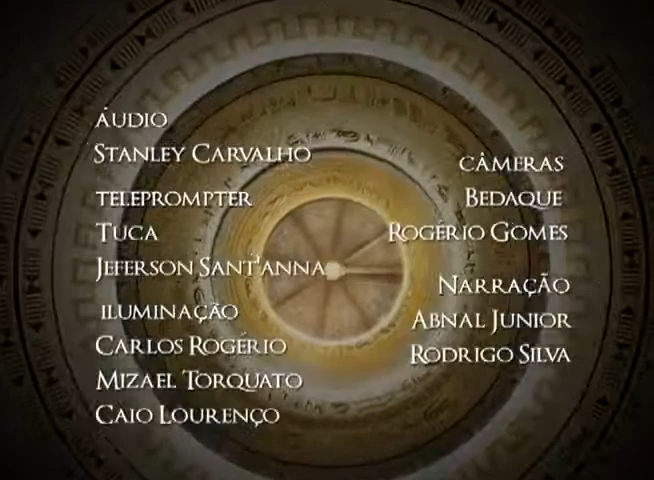 ÁUDIO
STANLEY CARVALHO
TELEPROMPTER
TUCA
JEFERSON SANT'ANNA
ILUMINAÇÃO
CARLOS ROGÉRIO
MIZAEL TORQUATO
CAIO LOURENÇO
CÂMERAS
BEDAQUE
ROGÉRIO GOMES
NARRAÇÃO
ABNAL JUNIOR
RODRIGO SILVA